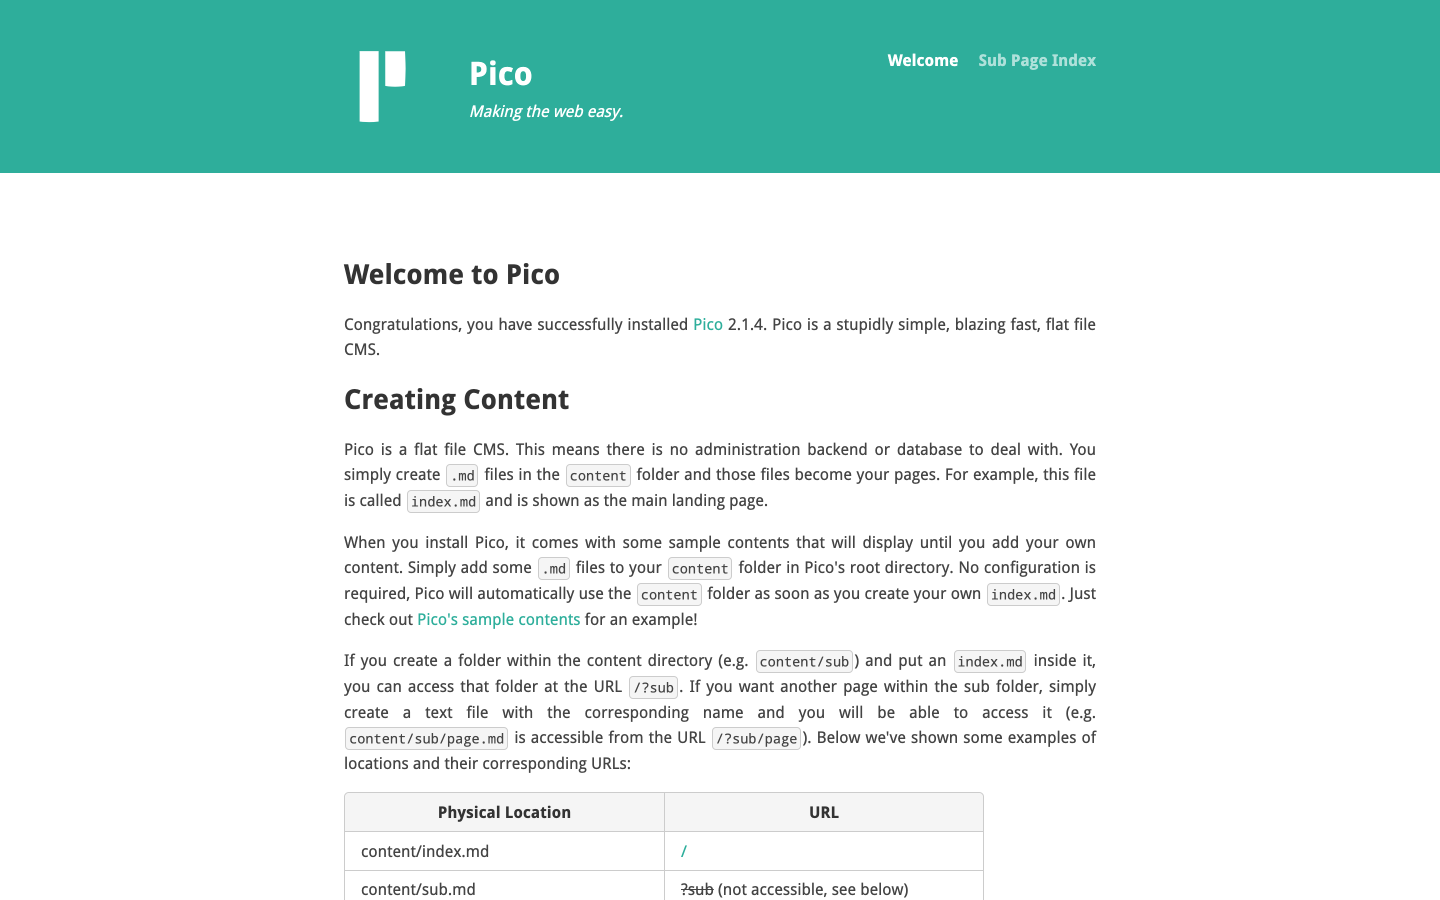 Pico
Making the web easy.
Welcome Sub Page Index
Welcome to Pico
Congratulations, you have successfully installed Pico 2.1.4. Pico is a stupidly simple, blazing fast, flat file
CMS.
Creating Content
Pico is a flat file CMS. This means there is no administration backend or database to deal with. You
simply create .md files in the content folder and those files become your pages. For example, this file
is called index.md and is shown as the main landing page.
When you install Pico, it comes with some sample contents that will display until you add your own
content. Simply add some .md files to your content folder in Pico's root directory. No configuration is
required, Pico will automatically use the content folder as soon as you create your own index.md. Just
check out Pico's sample contents for an example!
If you create a folder within the content directory (e.g. content/sub) and put an index.md inside it,
you can access that folder at the URL /?sub. If you want another page within the sub folder, simply
create a text file with the corresponding name and you will be able to access it (e.g.
content/sub/page.md is accessible from the URL /?sub/page). Below we've shown some examples of
locations and their corresponding URLs:
Physical Location URL
content/index.md /
content/sub.md ?sub (not accessible, see below)